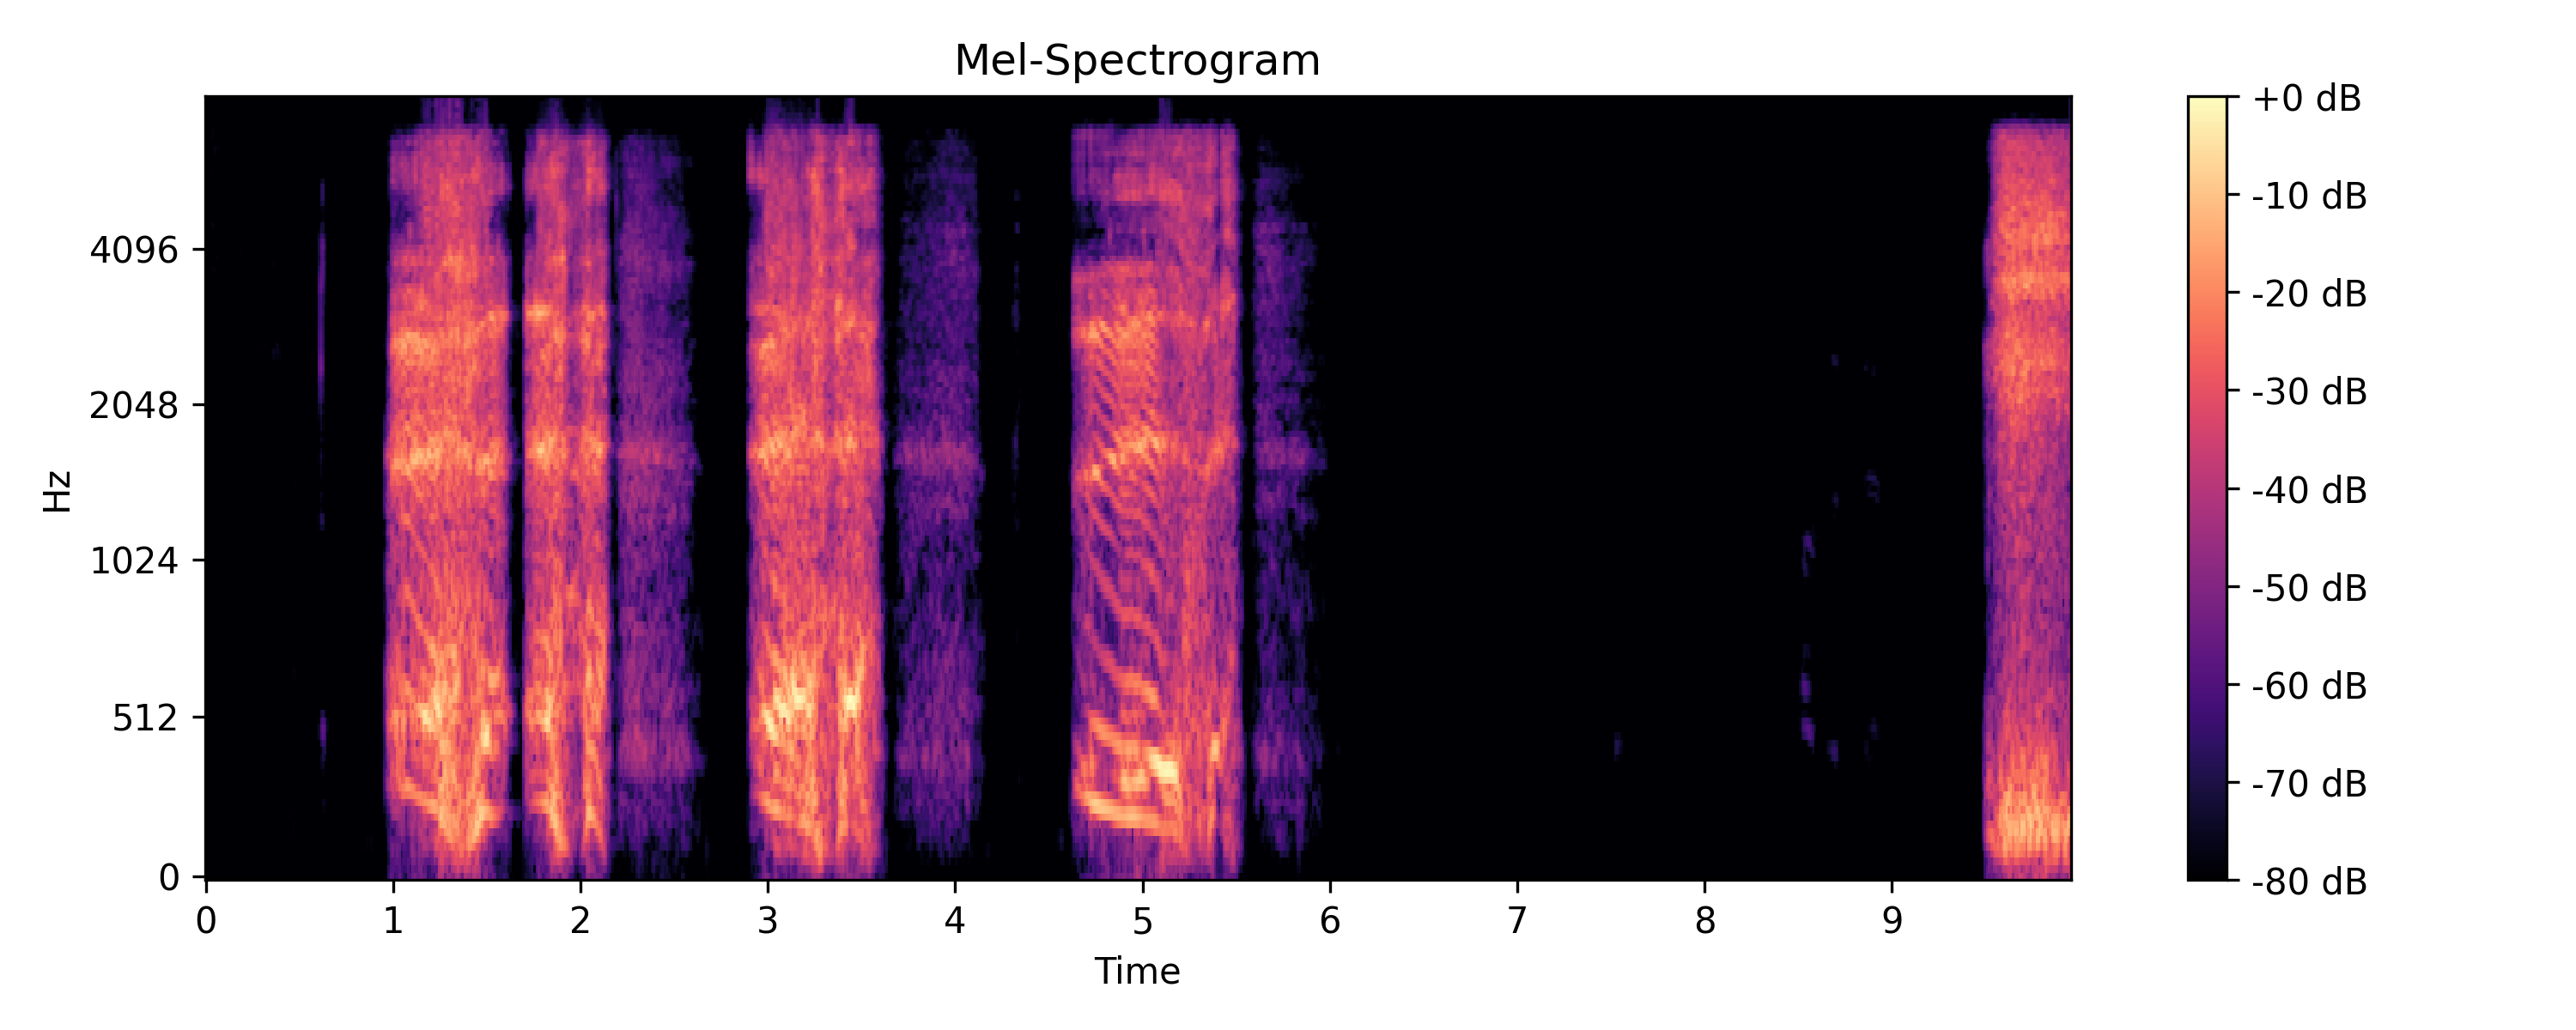 Mel-Spectrogram
+0 dB
-10 dB
-20 dB
-30 dB
-40 dB
-50 dB
-60 dB
-70 dB
-80 dB
Hz
4096
2048
1024
512
0
0 1 2 3 4 5 6 7 8 9
Time